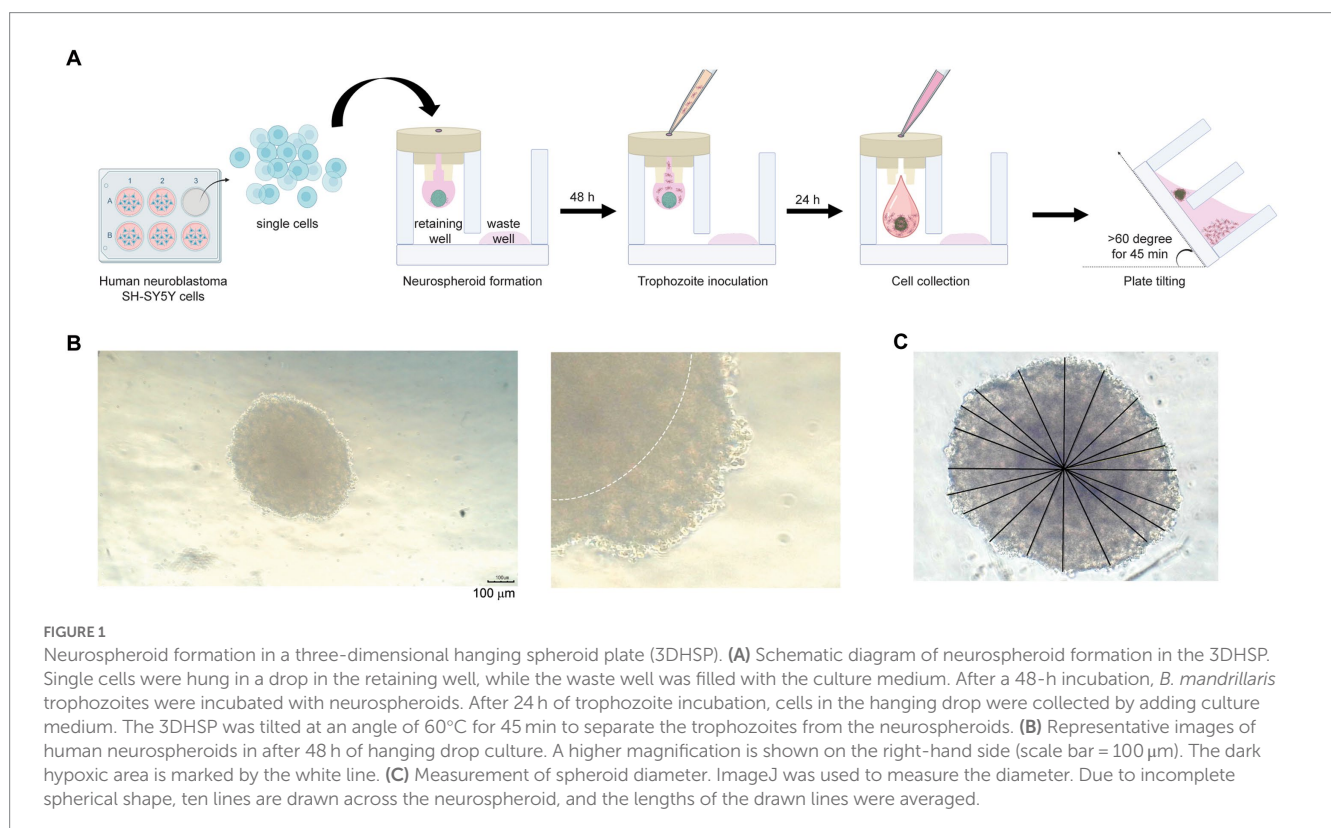 A
1 2 3
A
B
Human neuroblastoma
SH-SY5Y cells
single cells
retaining
well
waste
well
Neurospheroid formation
48 h
Trophozoite inoculation
24 h
Cell collection
>60 degree
for 45 min
Plate tilting
B
100 μm
C
FIGURE 1
Neurospheroid formation in a three-dimensional hanging spheroid plate (3DHSP). (A) Schematic diagram of neurospheroid formation in the 3DHSP.
Single cells were hung in a drop in the retaining well, while the waste well was filled with the culture medium. After a 48-h incubation, B. mandrillaris
trophozoites were incubated with neurospheroids. After 24 h of trophozoite incubation, cells in the hanging drop were collected by adding culture
medium. The 3DHSP was tilted at an angle of 60°C for 45 min to separate the trophozoites from the neurospheroids. (B) Representative images of
human neurospheroids in after 48 h of hanging drop culture. A higher magnification is shown on the right-hand side (scale bar = 100 μm). The dark
hypoxic area is marked by the white line. (C) Measurement of spheroid diameter. ImageJ was used to measure the diameter. Due to incomplete
spherical shape, ten lines are drawn across the neurospheroid, and the lengths of the drawn lines were averaged.